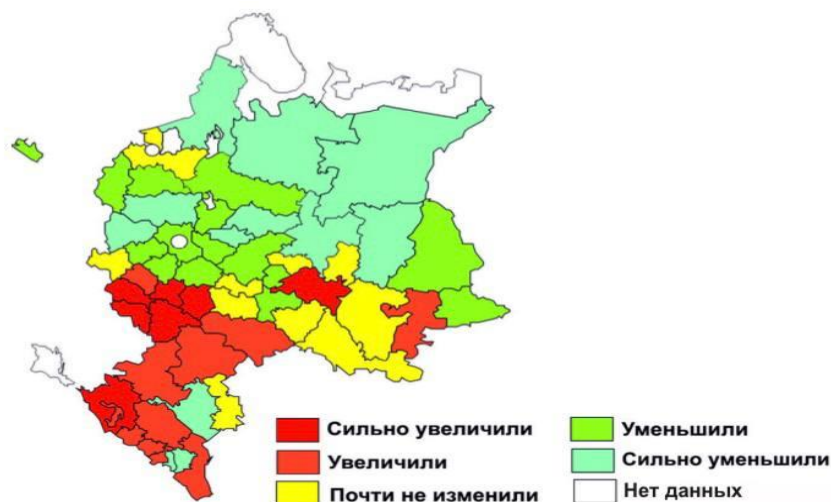 Сильно увеличили
Увеличили
Почти не изменили
Уменьшили
Сильно уменьшили
Нет данных